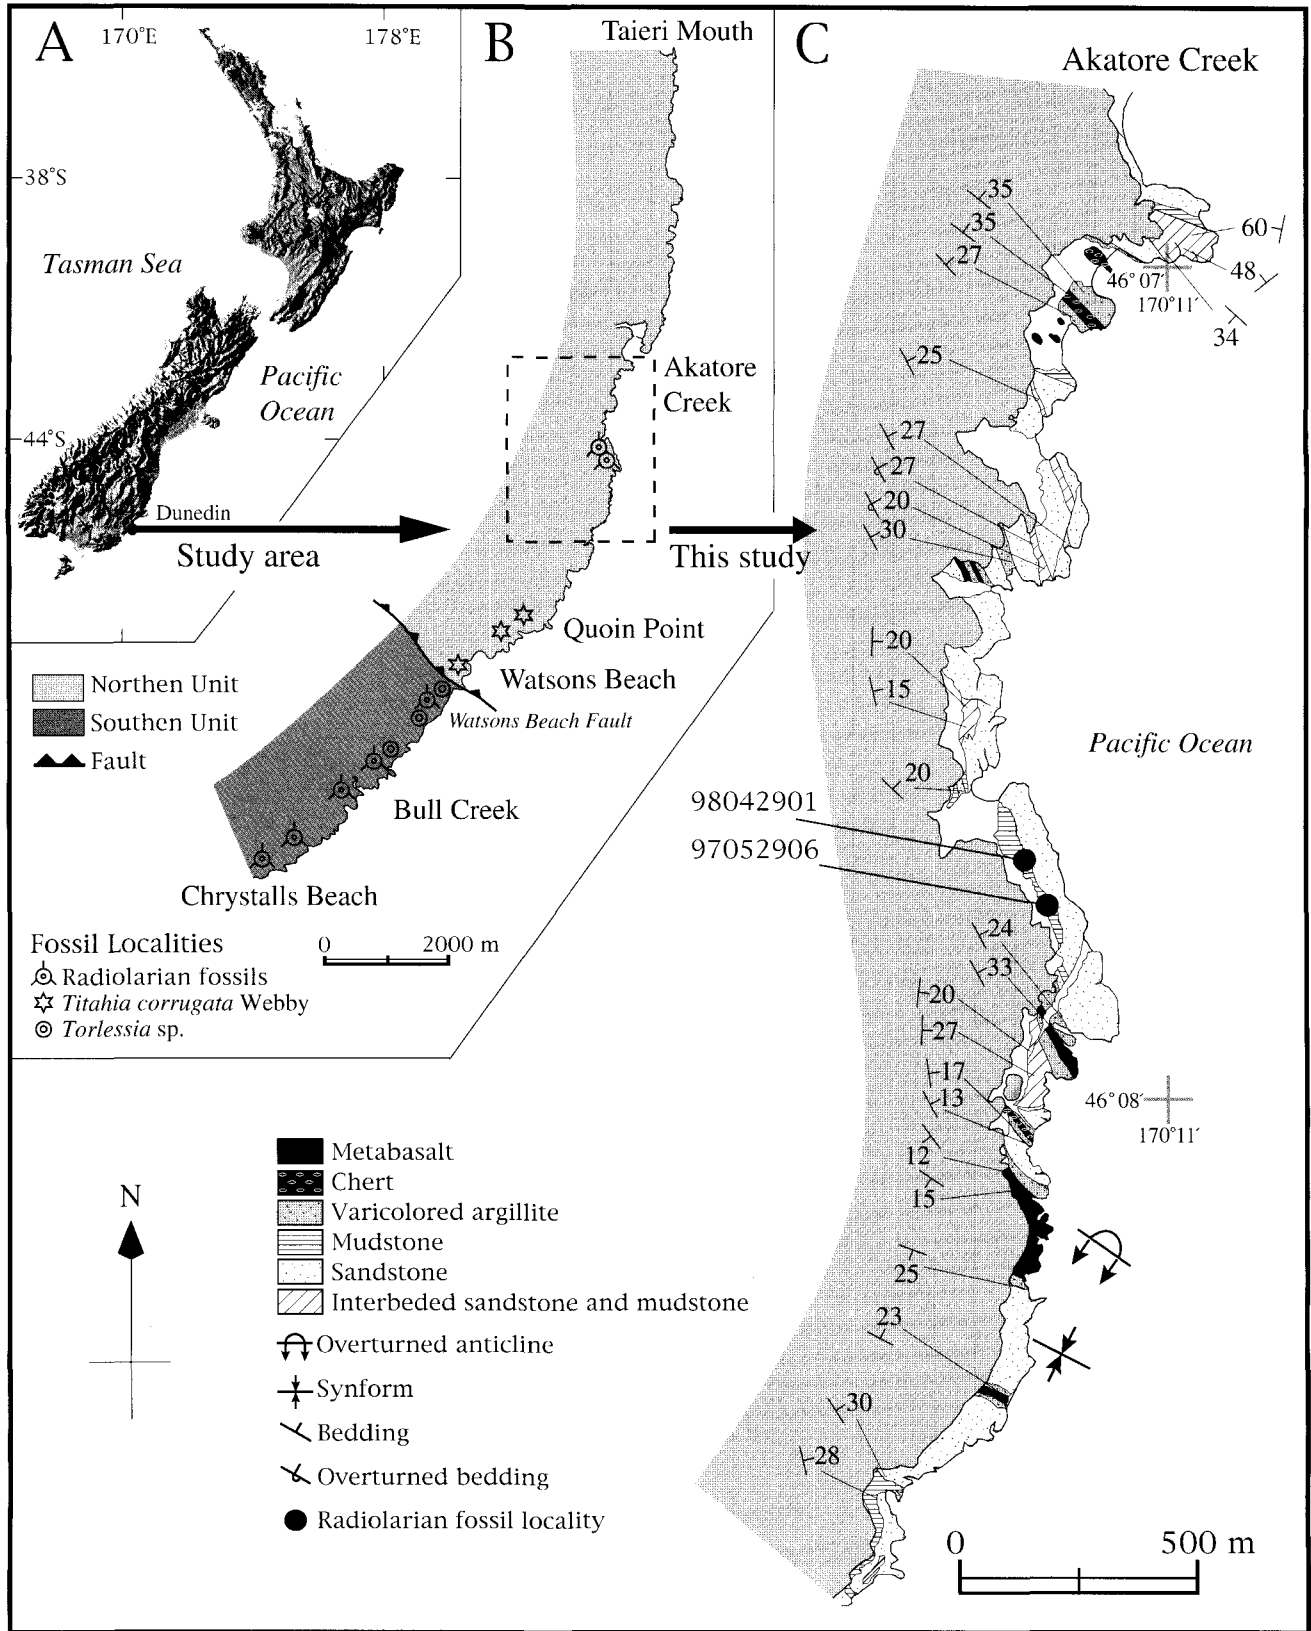 A
170°E
178°E
38°S
Tasman Sea
Pacific
Ocean
44°S
Dunedin
Study area
B
Taieri Mouth
Akatore
Creek
This study
Quoin Point
Watsons Beach
Watsons Beach Fault
Bull Creek
Chrystalls Beach
Northen Unit
Southen Unit
Fault
Fossil Localities
Radiolarian fossils
Titahia corrugata Webby
Torlessia sp.
0 2000 m
C
Akatore Creek
35
35
27
60
48
46° 07′
170°11′
34
25
27
27
20
30
20
15
Pacific Ocean
20
98042901
97052906
24
33
20
27
17
13
46° 08′
170°11′
12
15
25
23
30
28
0 500 m
N
Metabasalt
Chert
Varicolored argillite
Mudstone
Sandstone
Interbeded sandstone and mudstone
Overturned anticline
Synform
Bedding
Overturned bedding
Radiolarian fossil locality